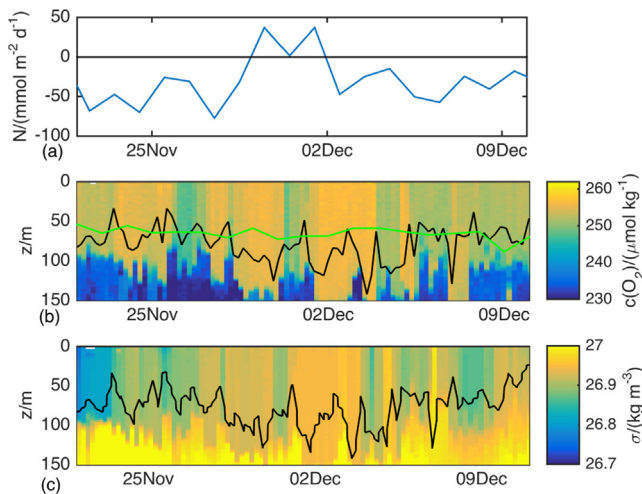 N/(mmol m⁻² d⁻¹)
50
0
-50
-100
25Nov
02Dec
09Dec
(a)
z/m
0
50
100
150
25Nov
02Dec
09Dec
(b)
260
250
240
230
c(O₂)/(μmol kg⁻¹)
z/m
0
50
100
150
25Nov
02Dec
09Dec
(c)
27
26.9
26.8
26.7
σ/(kg m⁻³)